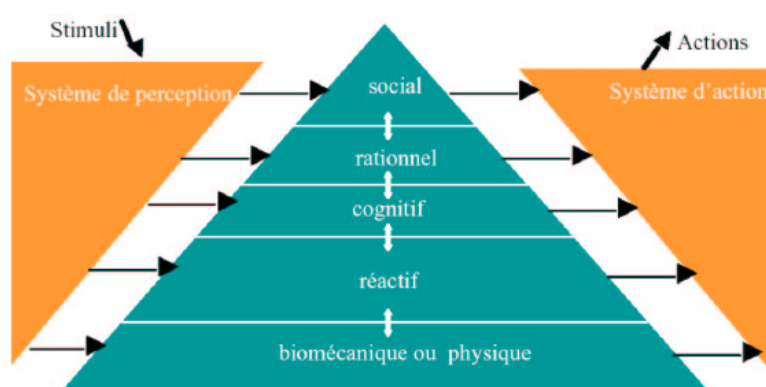 Stimuli
Actions
Système de perception
Système d'action
social
rationnel
cognitif
réactif
biomécanique ou physique